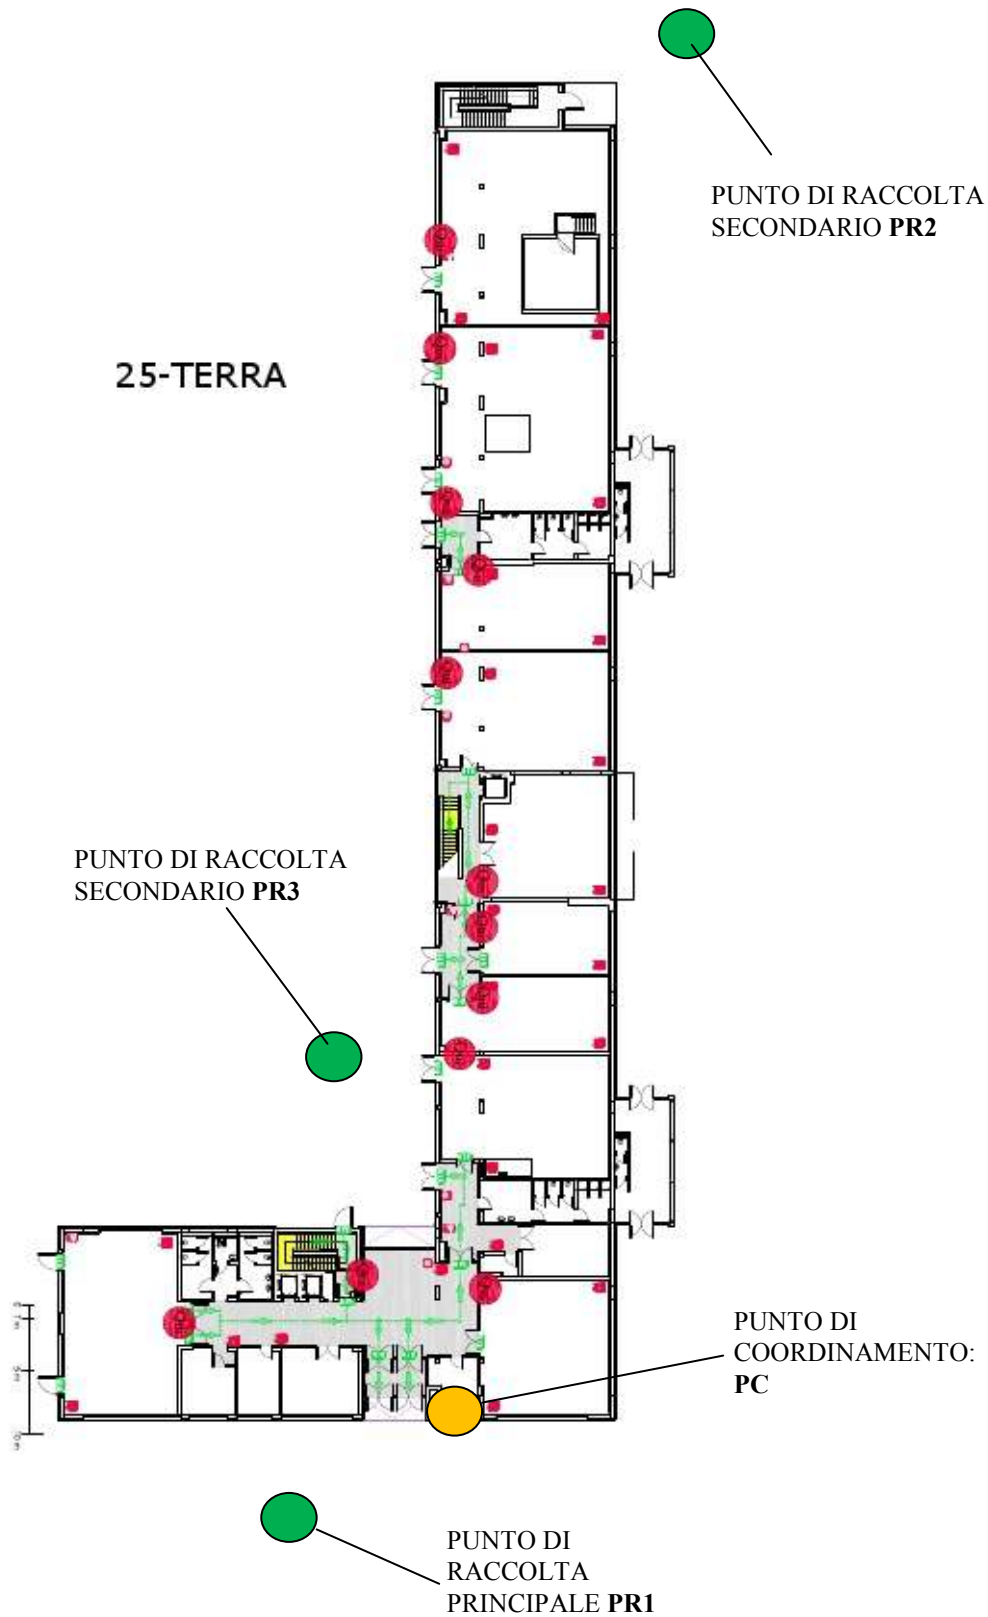 PUNTO DI RACCOLTA
SECONDARIO PR2
25-TERRA
PUNTO DI RACCOLTA
SECONDARIO PR3
PUNTO DI
COORDINAMENTO:
PC
PUNTO DI
RACCOLTA
PRINCIPALE PR1